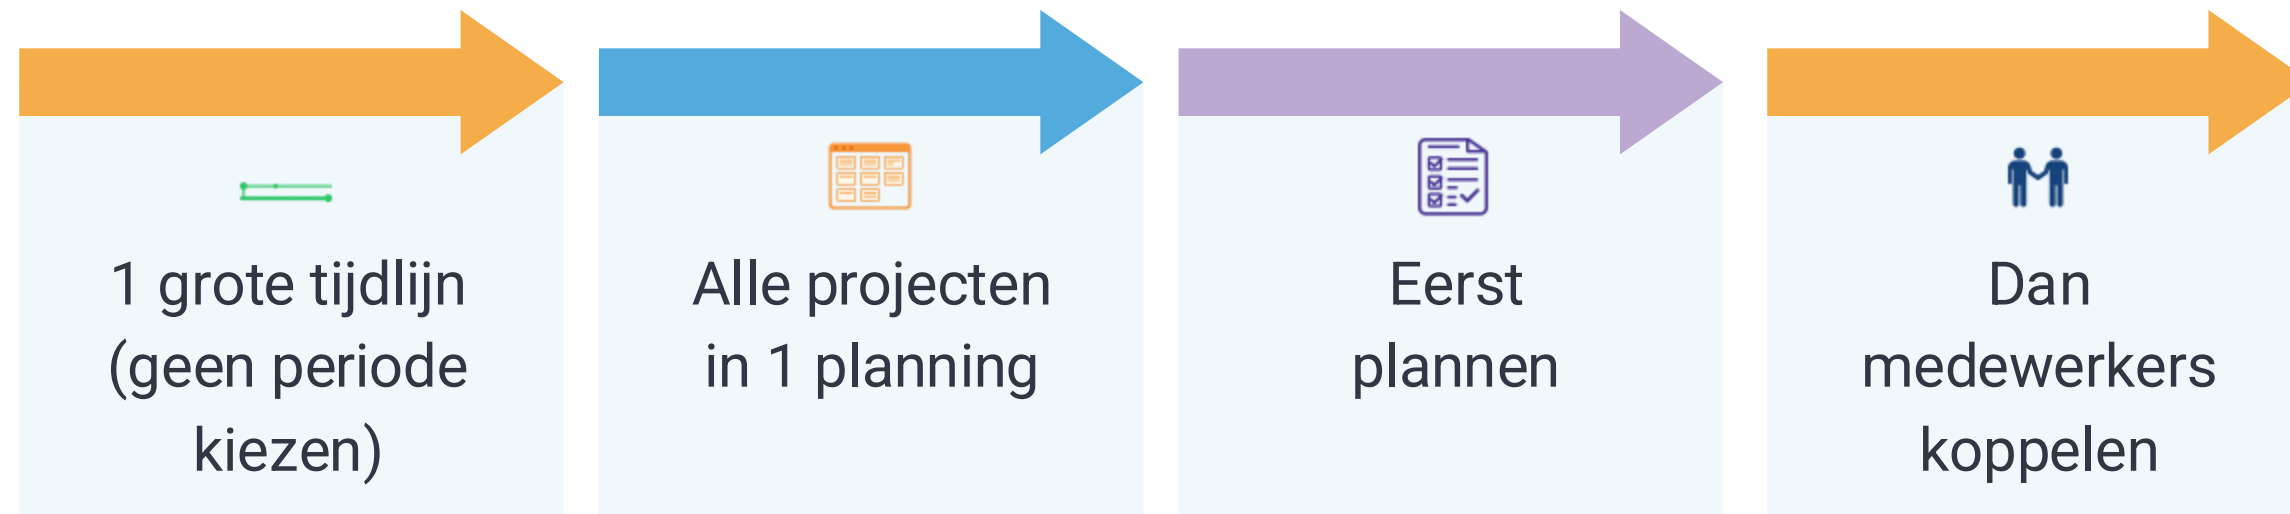 1 grote tijdlijn
(geen periode
kiezen)
Alle projecten
in 1 planning
Eerst
plannen
Dan
medewerkers
koppelen